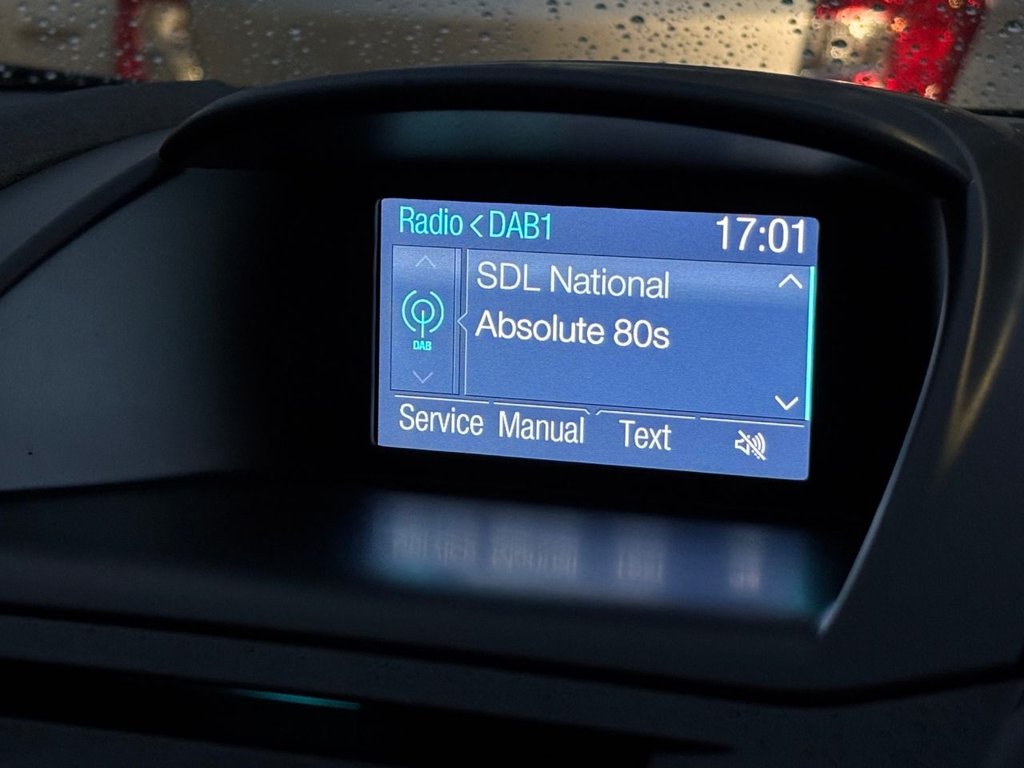 Radio < DAB1 17:01
SDL National
Absolute 80s
DAB
Service Manual Text